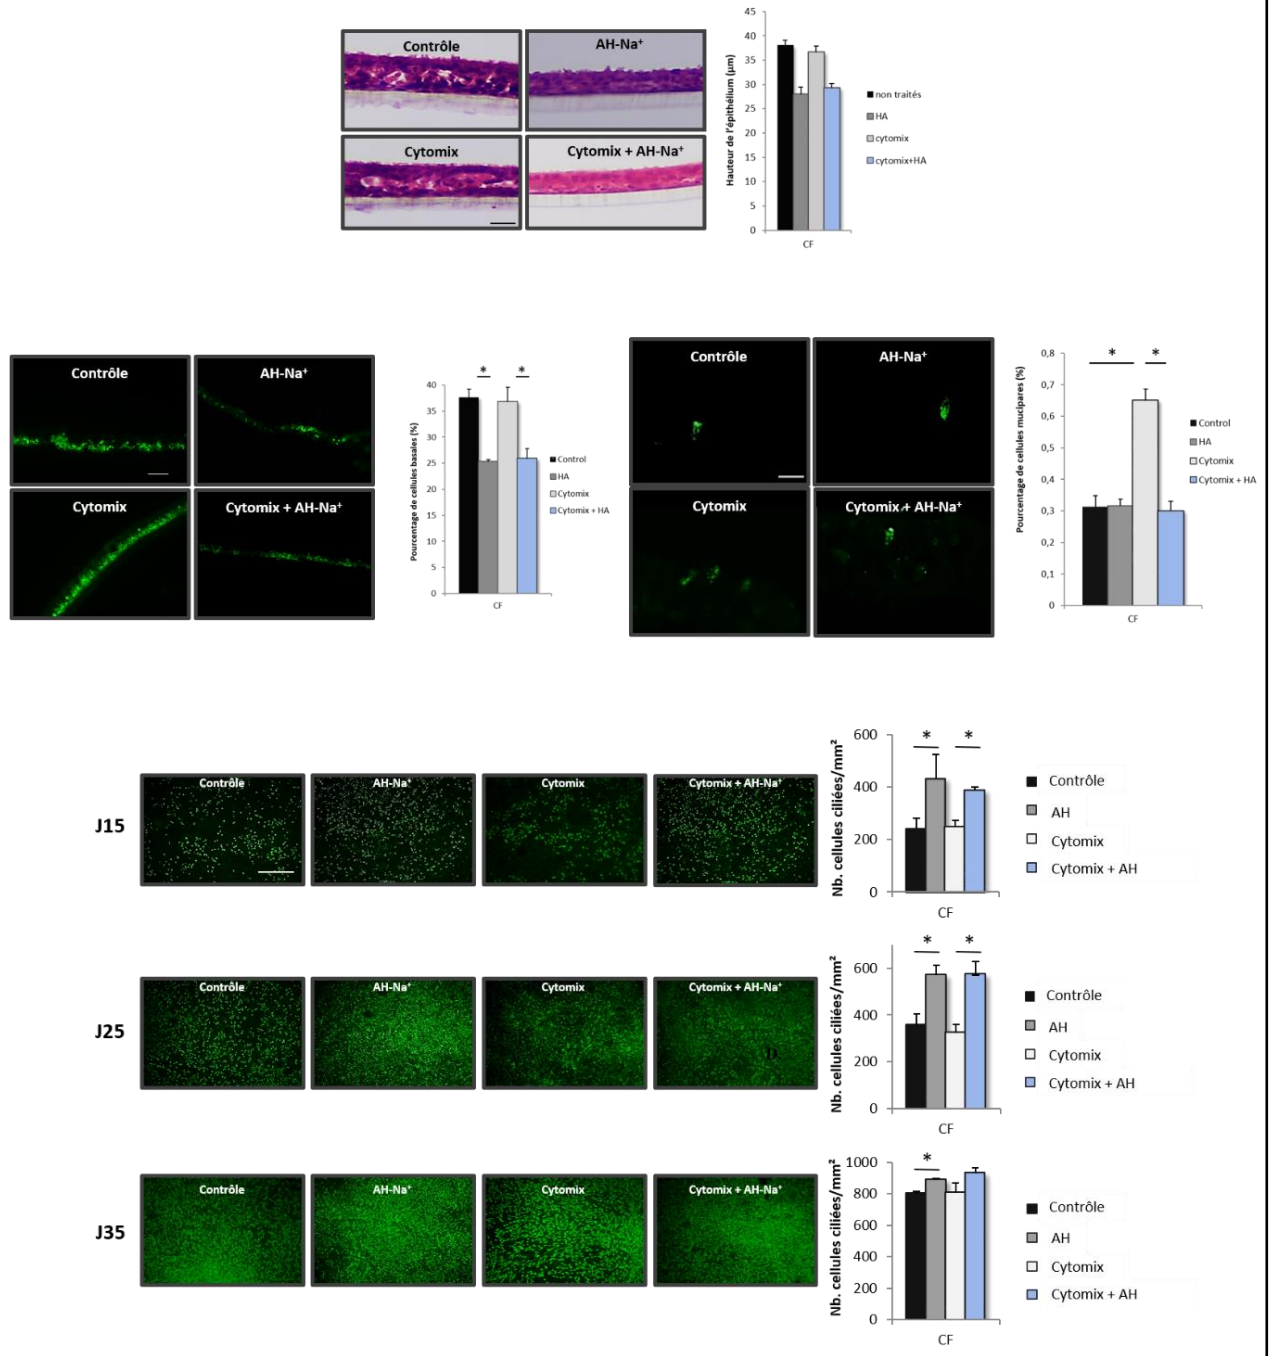 Contrôle
AH-Na⁺
Cytomix
Cytomix + AH-Na⁺
Hauteur de l'épithélium (µm)
45
40
35
30
25
20
15
10
5
0
CF
non traités
HA
cytomix
cytomix+HA
Contrôle
AH-Na⁺
Cytomix
Cytomix + AH-Na⁺
Pourcentage de cellules basales (%)
40
35
30
25
20
15
10
5
0
* *
CF
Control
HA
Cytomix
Cytomix + HA
Contrôle
AH-Na⁺
Cytomix
Cytomix + AH-Na⁺
Pourcentage de cellules mucipares (%)
0,8
0,7
0,6
0,5
0,4
0,3
0,2
0,1
0
* *
CF
Control
HA
Cytomix
Cytomix + HA
J15
Contrôle
AH-Na⁺
Cytomix
Cytomix + AH-Na⁺
Nb. cellules ciliées/mm²
600
400
200
0
* *
CF
Contrôle
AH
Cytomix
Cytomix + AH
J25
Contrôle
AH-Na⁺
Cytomix
Cytomix + AH-Na⁺
D
Nb. cellules ciliées/mm²
600
400
200
0
* *
CF
Contrôle
AH
Cytomix
Cytomix + AH
J35
Contrôle
AH-Na⁺
Cytomix
Cytomix + AH-Na⁺
Nb. cellules ciliées/mm²
1000
800
600
400
200
0
*
CF
Contrôle
AH
Cytomix
Cytomix + AH